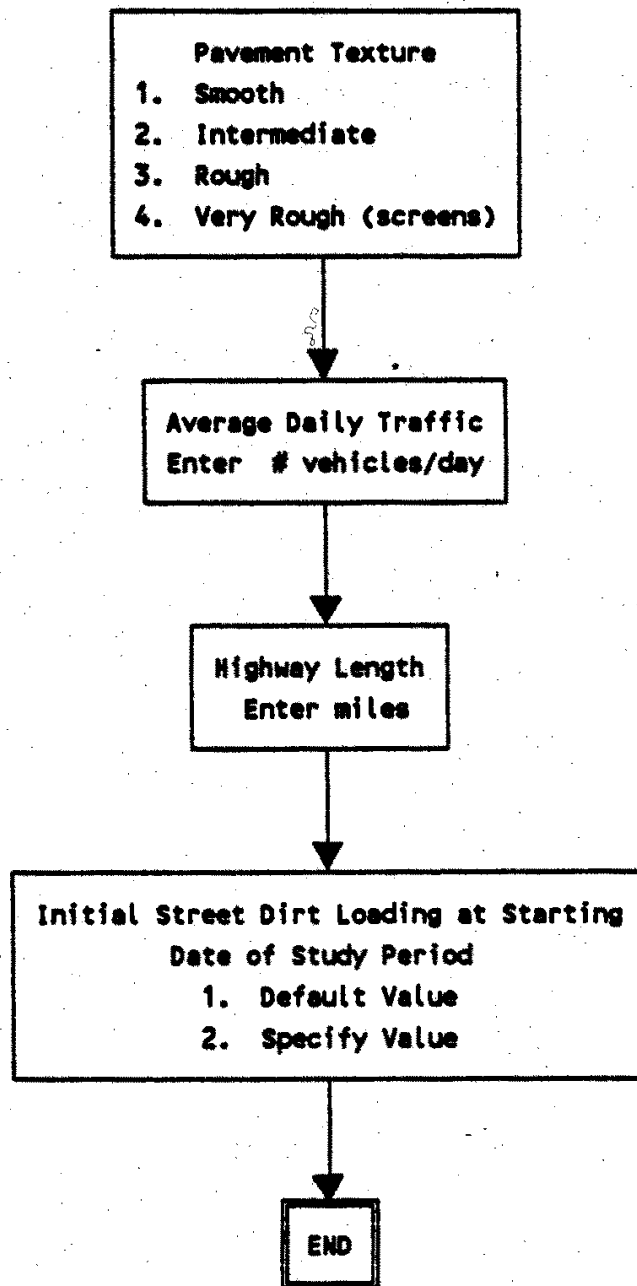 Pavement Texture
1. Smooth
2. Intermediate
3. Rough
4. Very Rough (screens)
Average Daily Traffic
Enter # vehicles/day
Highway Length
Enter miles
Initial Street Dirt Loading at Starting
Date of Study Period
1. Default Value
2. Specify Value
END